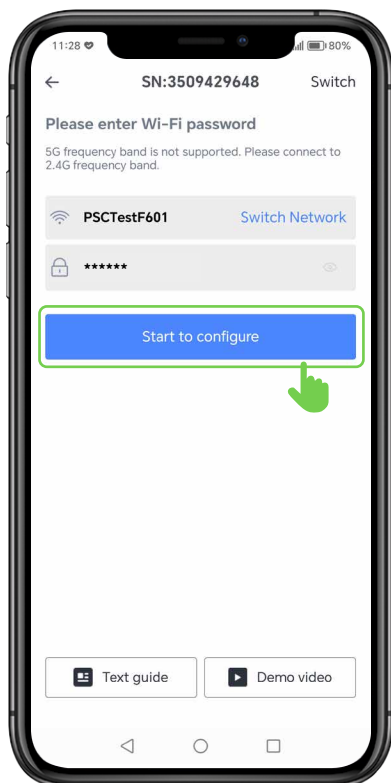 11:28 80%
SN:3509429648 Switch
Please enter Wi-Fi password
5G frequency band is not supported. Please connect to
2.4G frequency band.
PSCTestF601 Switch Network
******
Start to configure
Text guide Demo video